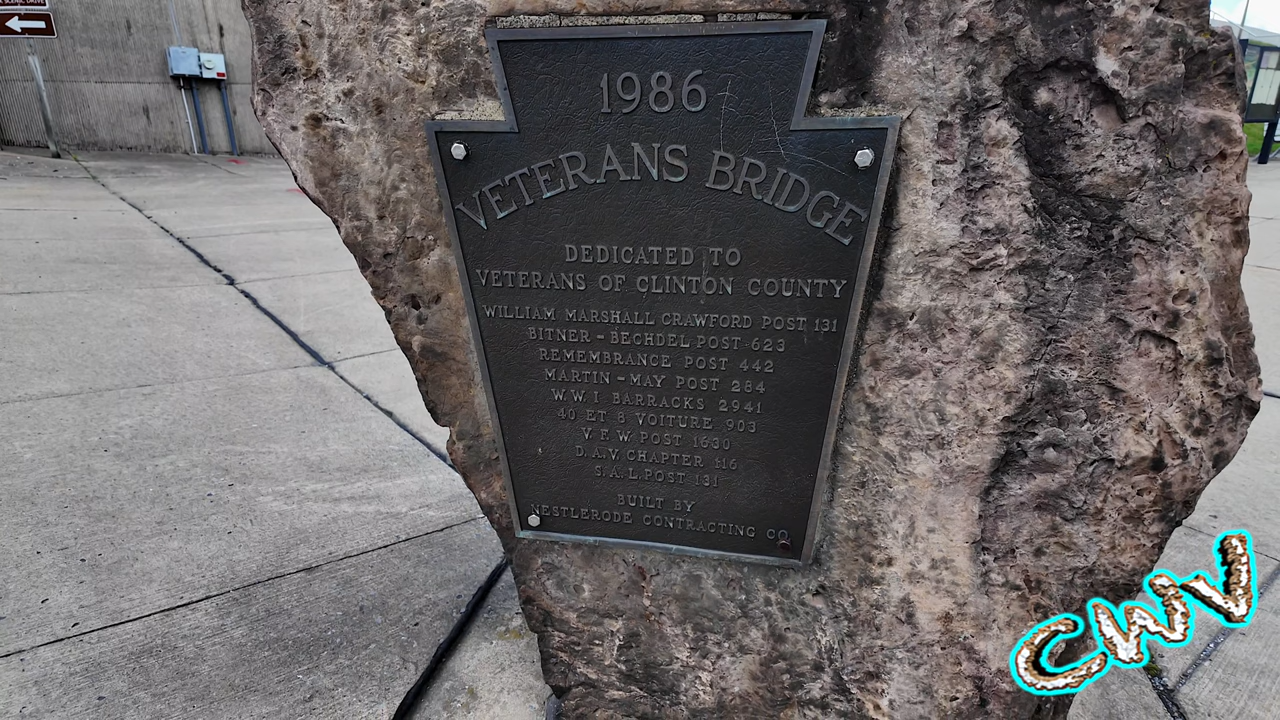 SCENIC DRIVE
1986
VETERANS BRIDGE
DEDICATED TO
VETERANS OF CLINTON COUNTY
WILLIAM MARSHALL CRAWFORD POST 131
BITNER-BECHDEL POST 623
REMEMBRANCE POST 442
MARTIN-MAY POST 284
W.W. I BARRACKS 2941
40 ET 8 VOITURE 903
V.F.W. POST 1630
D.A.V. CHAPTER 116
S.A.L. POST 131
BUILT BY
NESTLERODE CONTRACTING CO.
CWV